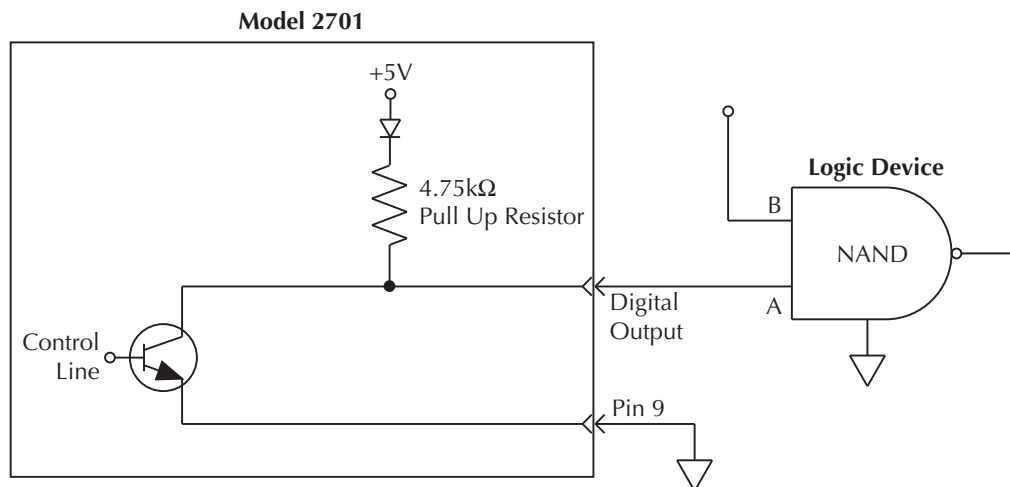 Model 2701
+5V
4.75kΩ
Pull Up Resistor
Logic Device
B
NAND
A
Digital
Output
Control
Line
Pin 9